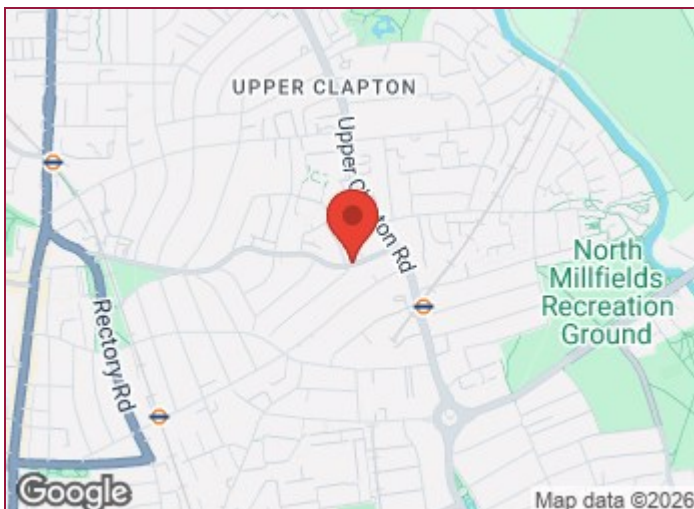 UPPER CLAPTON
Upper Clapton Rd
Rectory Rd
North
Millfields
Recreation
Ground
Google
Map data ©2026